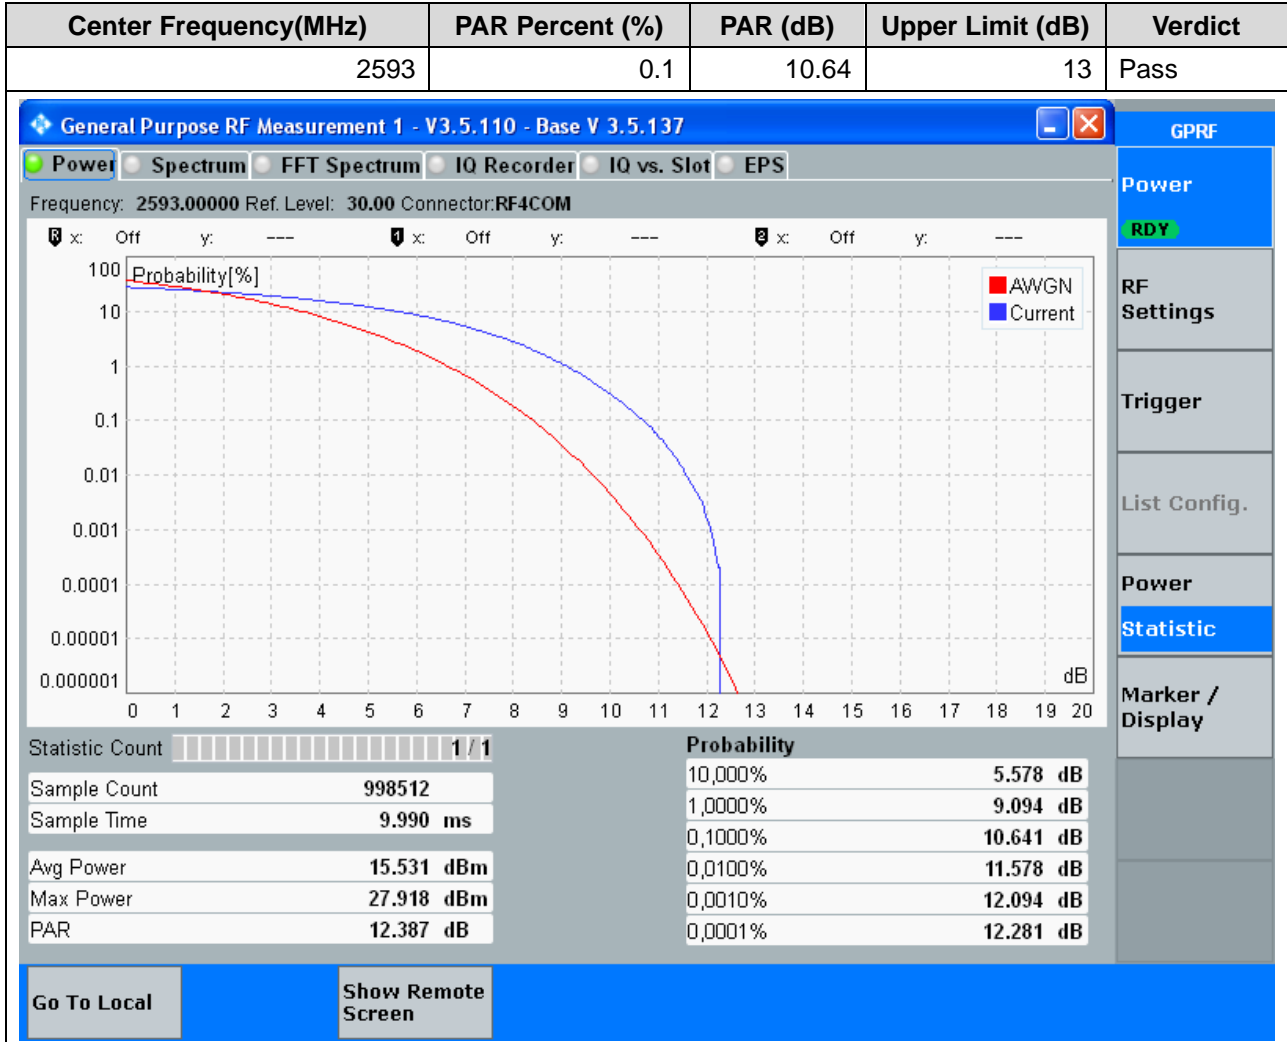 Center Frequency(MHz) PAR Percent (%) PAR (dB) Upper Limit (dB) Verdict
2593 0.1 10.64 13 Pass
General Purpose RF Measurement 1 - V3.5.110 - Base V 3.5.137
GPRF
Power Spectrum FFT Spectrum IQ Recorder IQ vs. Slot EPS
Power
RDY
Frequency: 2593.00000 Ref. Level: 30.00 Connector:RF4COM
R x: Off y: --- 1 x: Off y: --- 2 x: Off y: ---
Probability[%]
AWGN
Current
100
10
1
0.1
0.01
0.001
0.0001
0.00001
0.000001
dB
0 1 2 3 4 5 6 7 8 9 10 11 12 13 14 15 16 17 18 19 20
RF
Settings
Trigger
List Config.
Power
Statistic
Marker /
Display
Statistic Count 1 / 1
Sample Count 998512
Sample Time 9.990 ms
Avg Power 15.531 dBm
Max Power 27.918 dBm
PAR 12.387 dB
Probability
10,000% 5.578 dB
1,0000% 9.094 dB
0,1000% 10.641 dB
0,0100% 11.578 dB
0,0010% 12.094 dB
0,0001% 12.281 dB
Go To Local
Show Remote
Screen